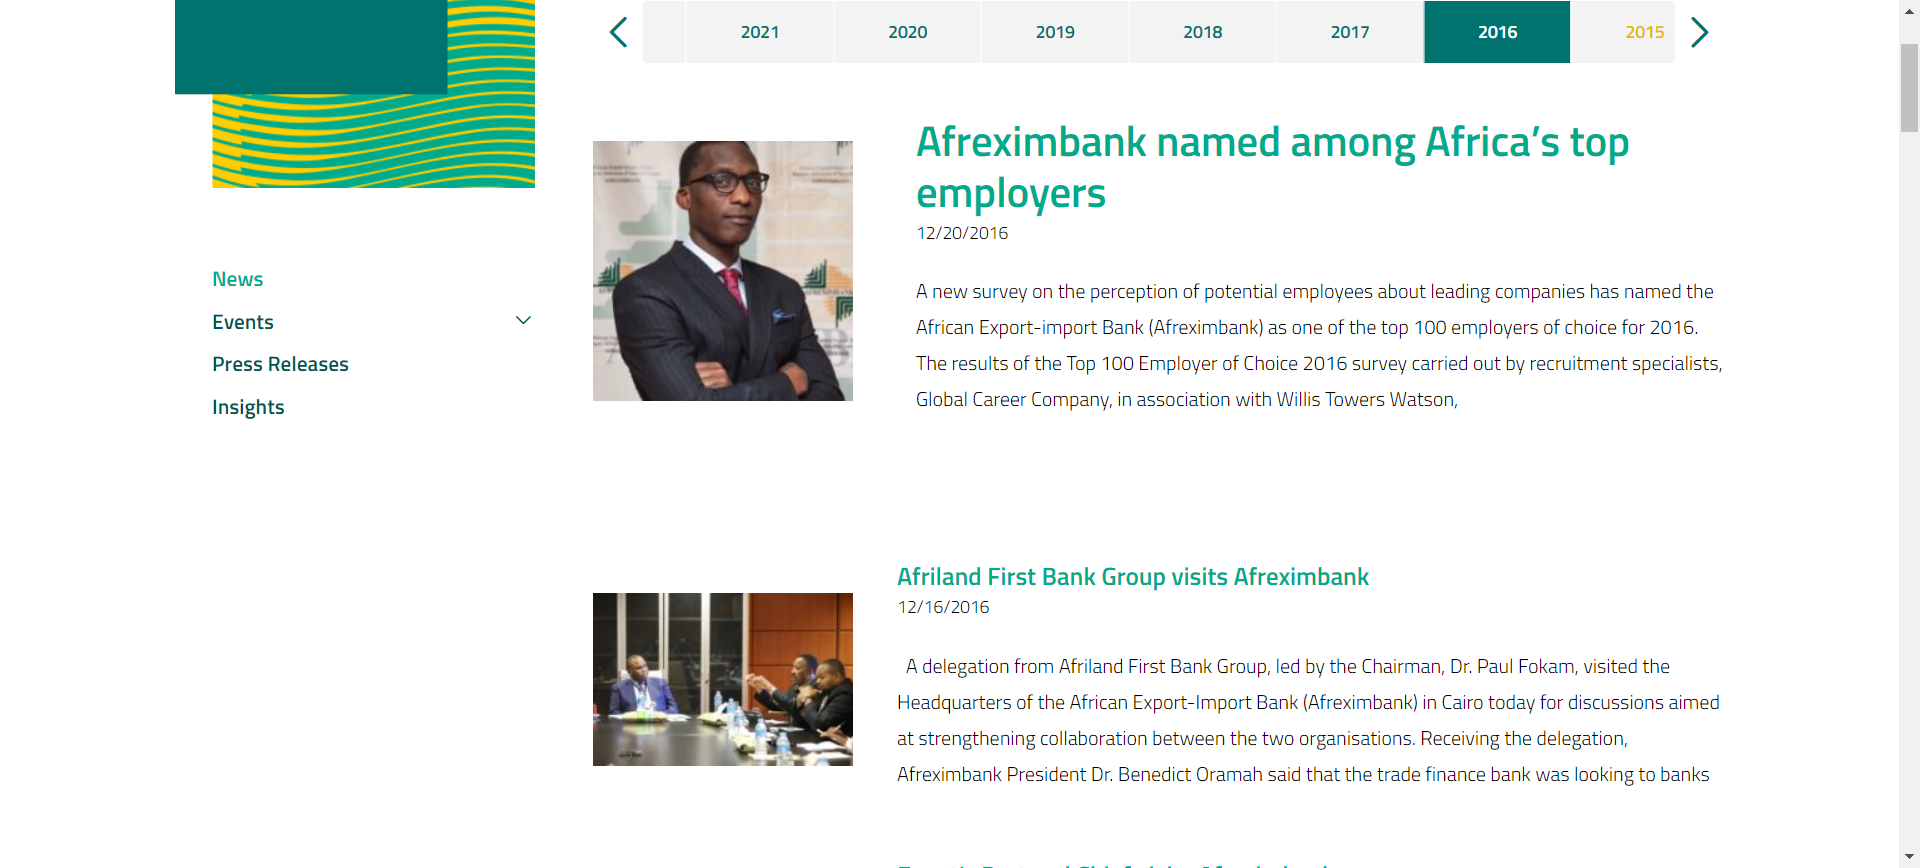 2021 2020 2019 2018 2017 2016 2015
Afreximbank named among Africa’s top
employers
12/20/2016
A new survey on the perception of potential employees about leading companies has named the
African Export-import Bank (Afreximbank) as one of the top 100 employers of choice for 2016.
The results of the Top 100 Employer of Choice 2016 survey carried out by recruitment specialists,
Global Career Company, in association with Willis Towers Watson,
News
Events
Press Releases
Insights
Afriland First Bank Group visits Afreximbank
12/16/2016
A delegation from Afriland First Bank Group, led by the Chairman, Dr. Paul Fokam, visited the
Headquarters of the African Export-Import Bank (Afreximbank) in Cairo today for discussions aimed
at strengthening collaboration between the two organisations. Receiving the delegation,
Afreximbank President Dr. Benedict Oramah said that the trade finance bank was looking to banks